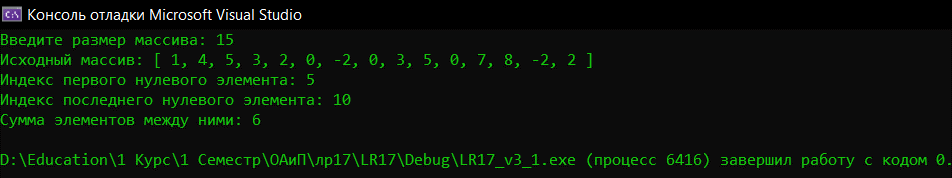 Консоль отладки Microsoft Visual Studio
Введите размер массива: 15
Исходный массив: [ 1, 4, 5, 3, 2, 0, -2, 0, 3, 5, 0, 7, 8, -2, 2 ]
Индекс первого нулевого элемента: 5
Индекс последнего нулевого элемента: 10
Сумма элементов между ними: 6
D:\Education\1 Курс\1 Семестр\ОАиП\лр17\LR17\Debug\LR17_v3_1.exe (процесс 6416) завершил работу с кодом 0.